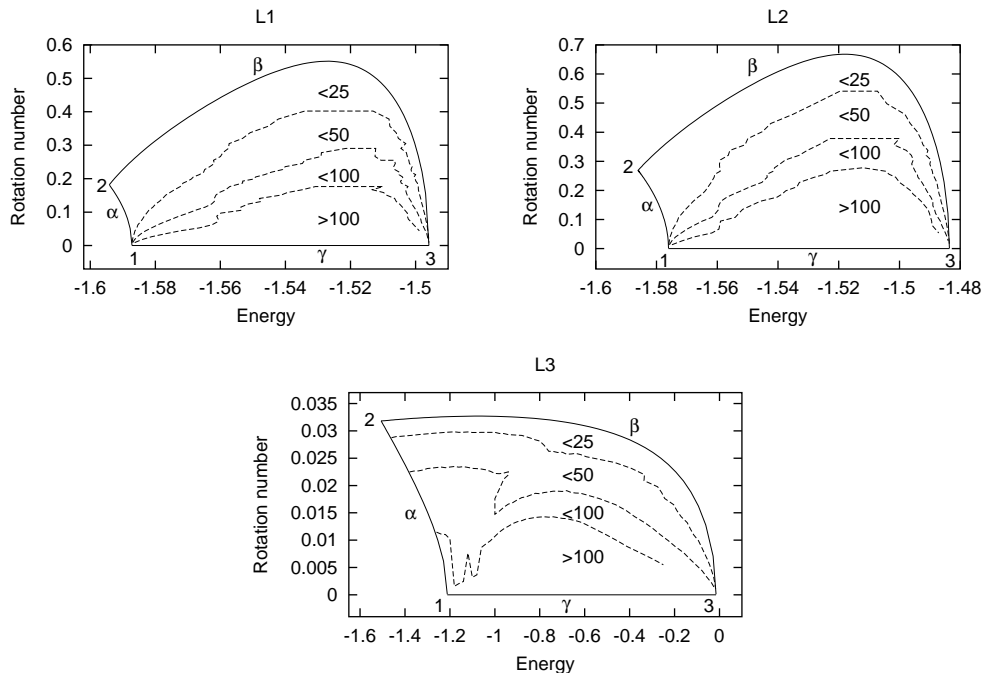 L1
0.6
0.5
0.4
0.3
0.2
0.1
0
Rotation number
β
<25
<50
<100
>100
2
α
1
γ
3
-1.6 -1.58 -1.56 -1.54 -1.52 -1.5
Energy
L2
0.7
0.6
0.5
0.4
0.3
0.2
0.1
0
Rotation number
β
<25
<50
<100
>100
2
α
1
γ
3
-1.6 -1.58 -1.56 -1.54 -1.52 -1.5 -1.48
Energy
L3
0.035
0.03
0.025
0.02
0.015
0.01
0.005
0
Rotation number
2
β
<25
<50
α
<100
>100
1
γ
3
-1.6 -1.4 -1.2 -1 -0.8 -0.6 -0.4 -0.2 0
Energy